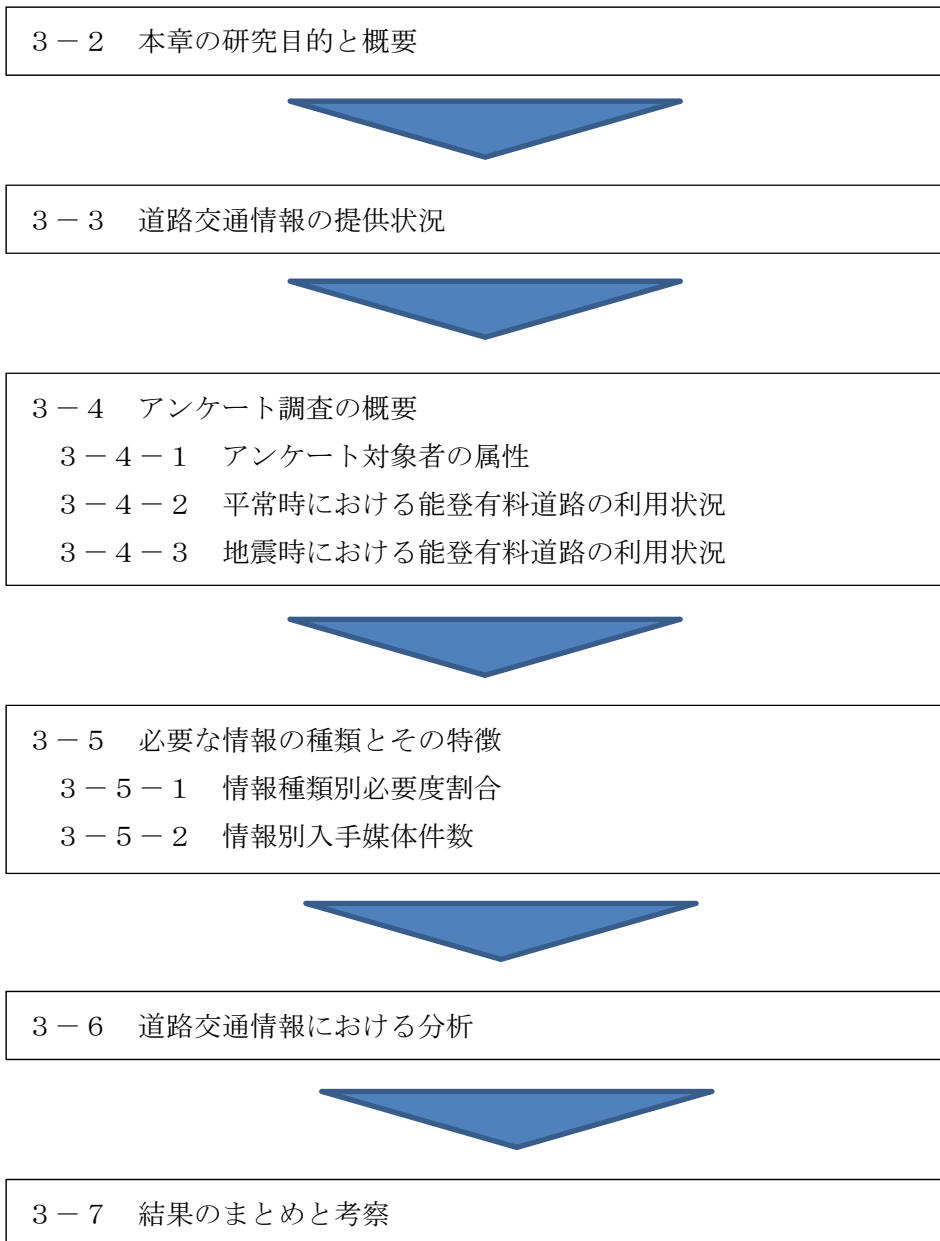 ３－２　本章の研究目的と概要
３－３　道路交通情報の提供状況
３－４　アンケート調査の概要
３－４－１　アンケート対象者の属性
３－４－２　平常時における能登有料道路の利用状況
３－４－３　地震時における能登有料道路の利用状況
３－５　必要な情報の種類とその特徴
３－５－１　情報種類別必要度割合
３－５－２　情報別入手媒体件数
３－６　道路交通情報における分析
３－７　結果のまとめと考察